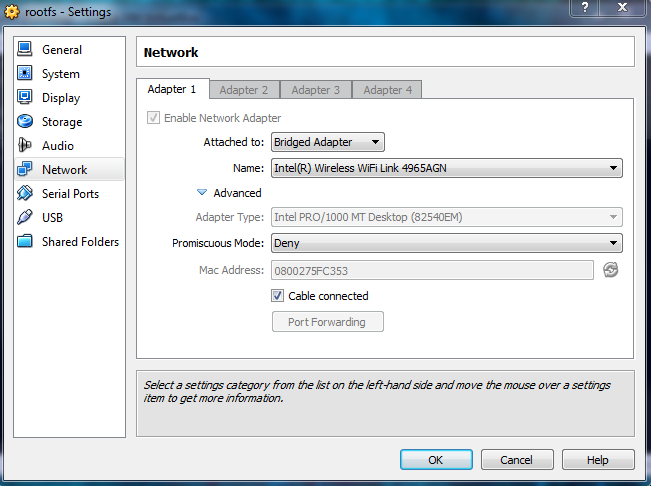 rootfs - Settings
General
System
Display
Storage
Audio
Network
Serial Ports
USB
Shared Folders
Network
Adapter 1 Adapter 2 Adapter 3 Adapter 4
Enable Network Adapter
Attached to: Bridged Adapter
Name: Intel(R) Wireless WiFi Link 4965AGN
Advanced
Adapter Type: Intel PRO/1000 MT Desktop (82540EM)
Promiscuous Mode: Deny
Mac Address: 0800275FC353
Cable connected
Port Forwarding
Select a settings category from the list on the left-hand side and move the mouse over a settings
item to get more information.
OK Cancel Help